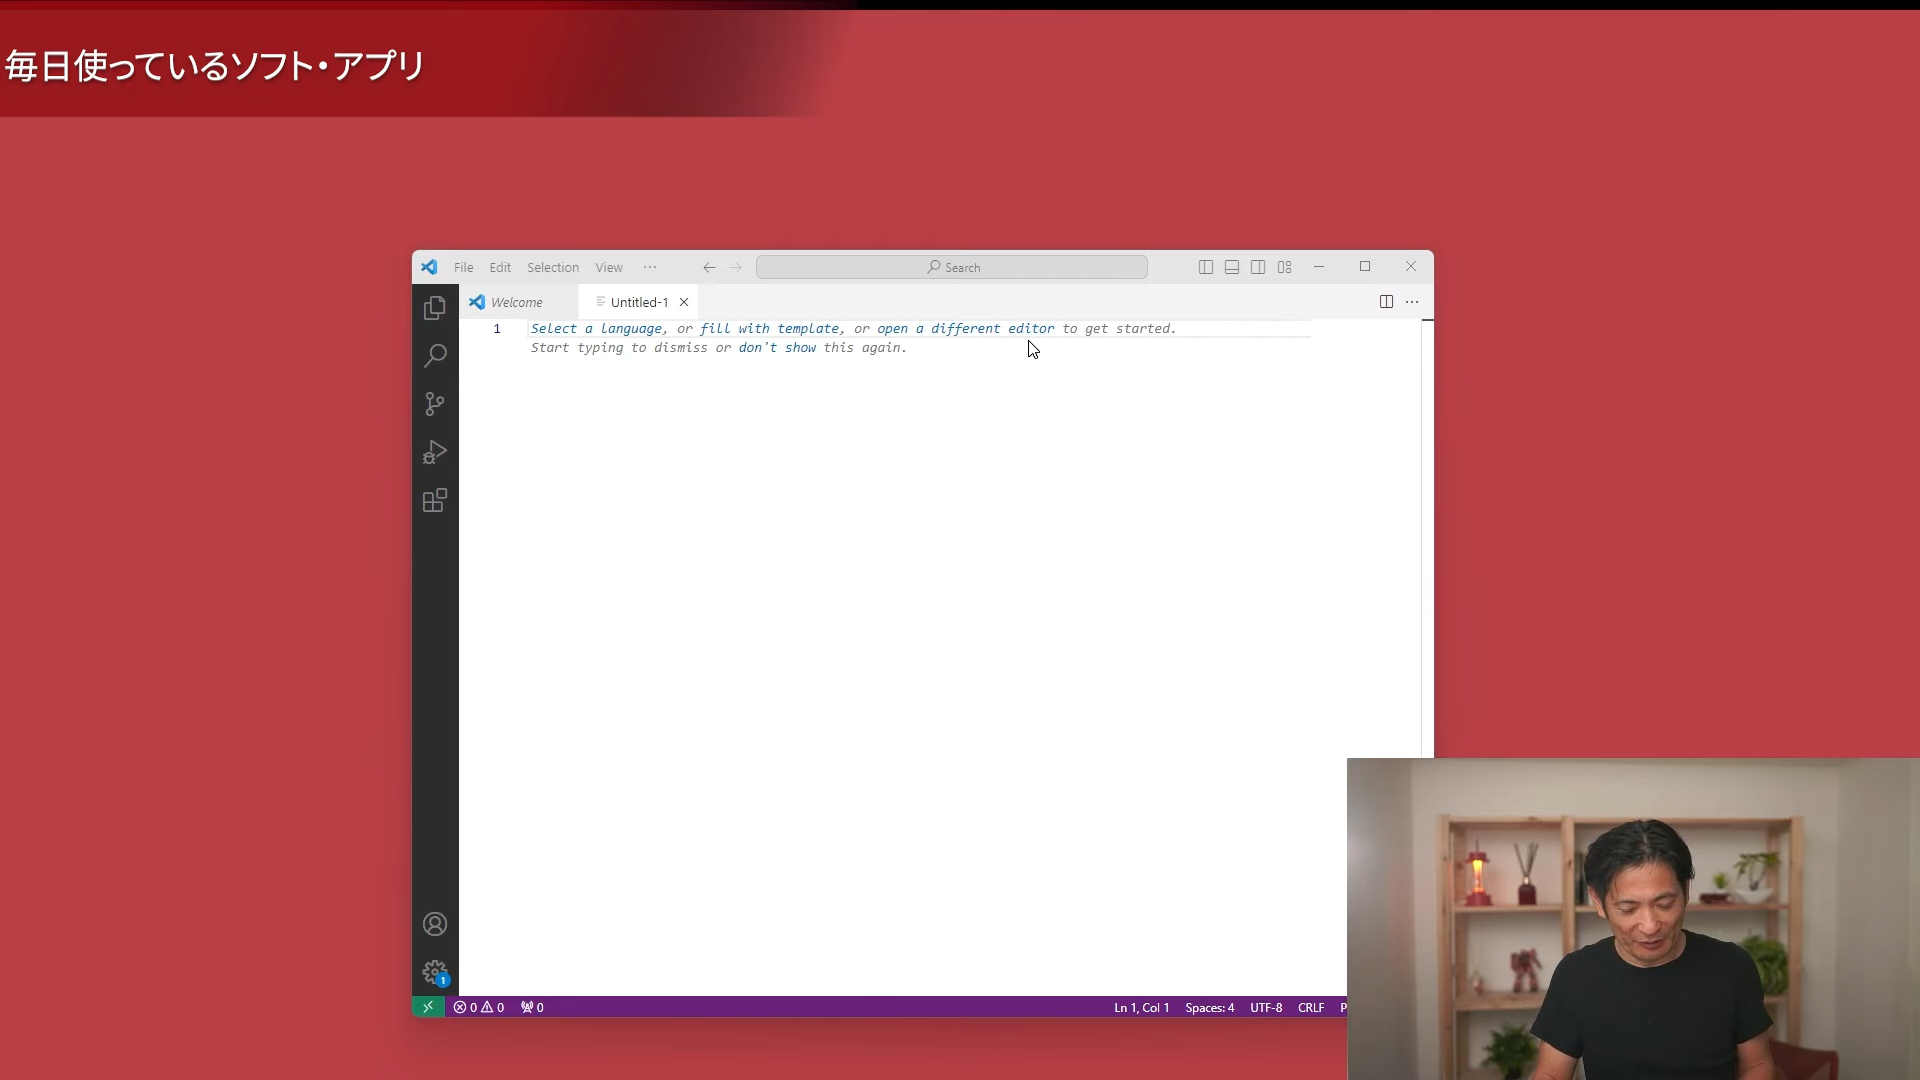 毎日使っているソフト・アプリ
File Edit Selection View ··· Search
Welcome Untitled-1
1 Select a language, or fill with template, or open a different editor to get started.
Start typing to dismiss or don't show this again.
1
0 0 0 Ln 1, Col 1 Spaces: 4 UTF-8 CRLF